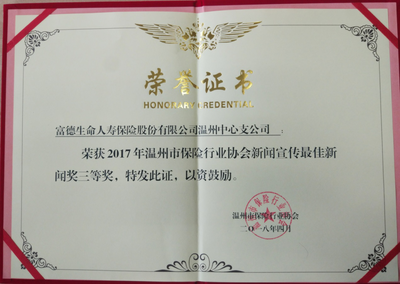 荣誉证书
HONORARY CREDENTIAL
富德生命人寿保险股份有限公司温州中心支公司：
荣获2017年温州市保险行业协会新闻宣传最佳新
闻奖三等奖，特发此证，以资鼓励。
温州市保险行业协会
二〇一八年四月